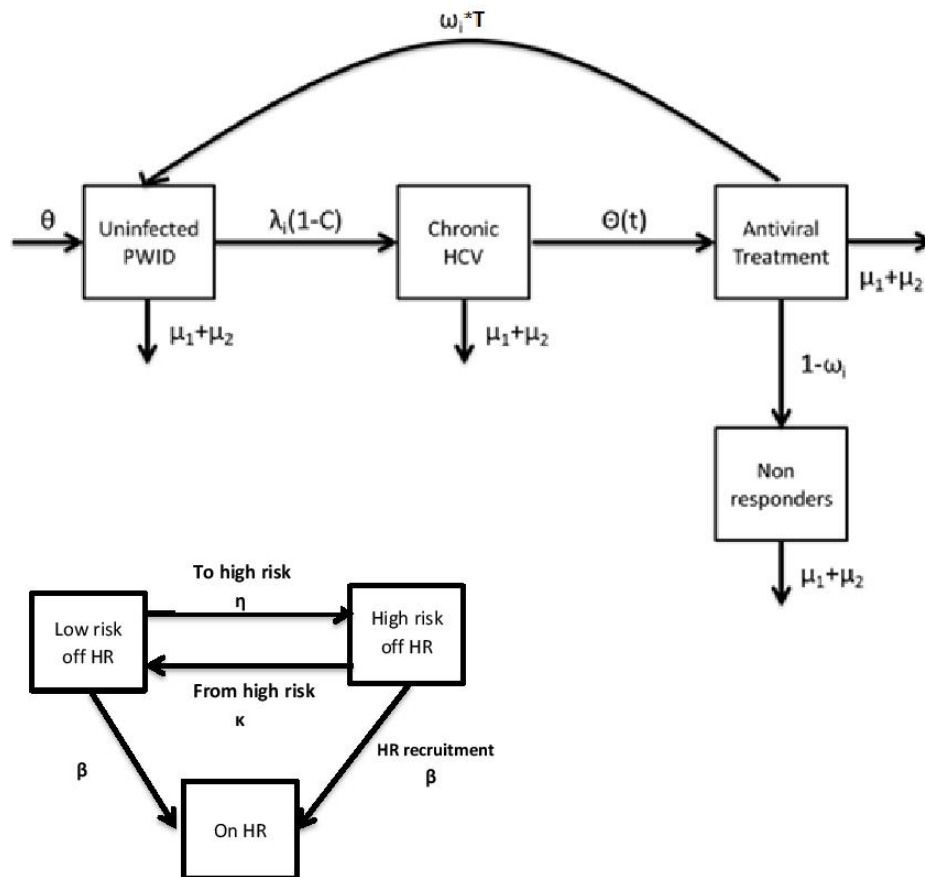 ωᵢ*T
θ
Uninfected
PWID
λᵢ(1-C)
Chronic
HCV
Θ(t)
Antiviral
Treatment
μ₁+μ₂
μ₁+μ₂
μ₁+μ₂
1-ωᵢ
Non
responders
μ₁+μ₂
To high risk
η
Low risk
off HR
High risk
off HR
From high risk
κ
HR recruitment
β
β
On HR